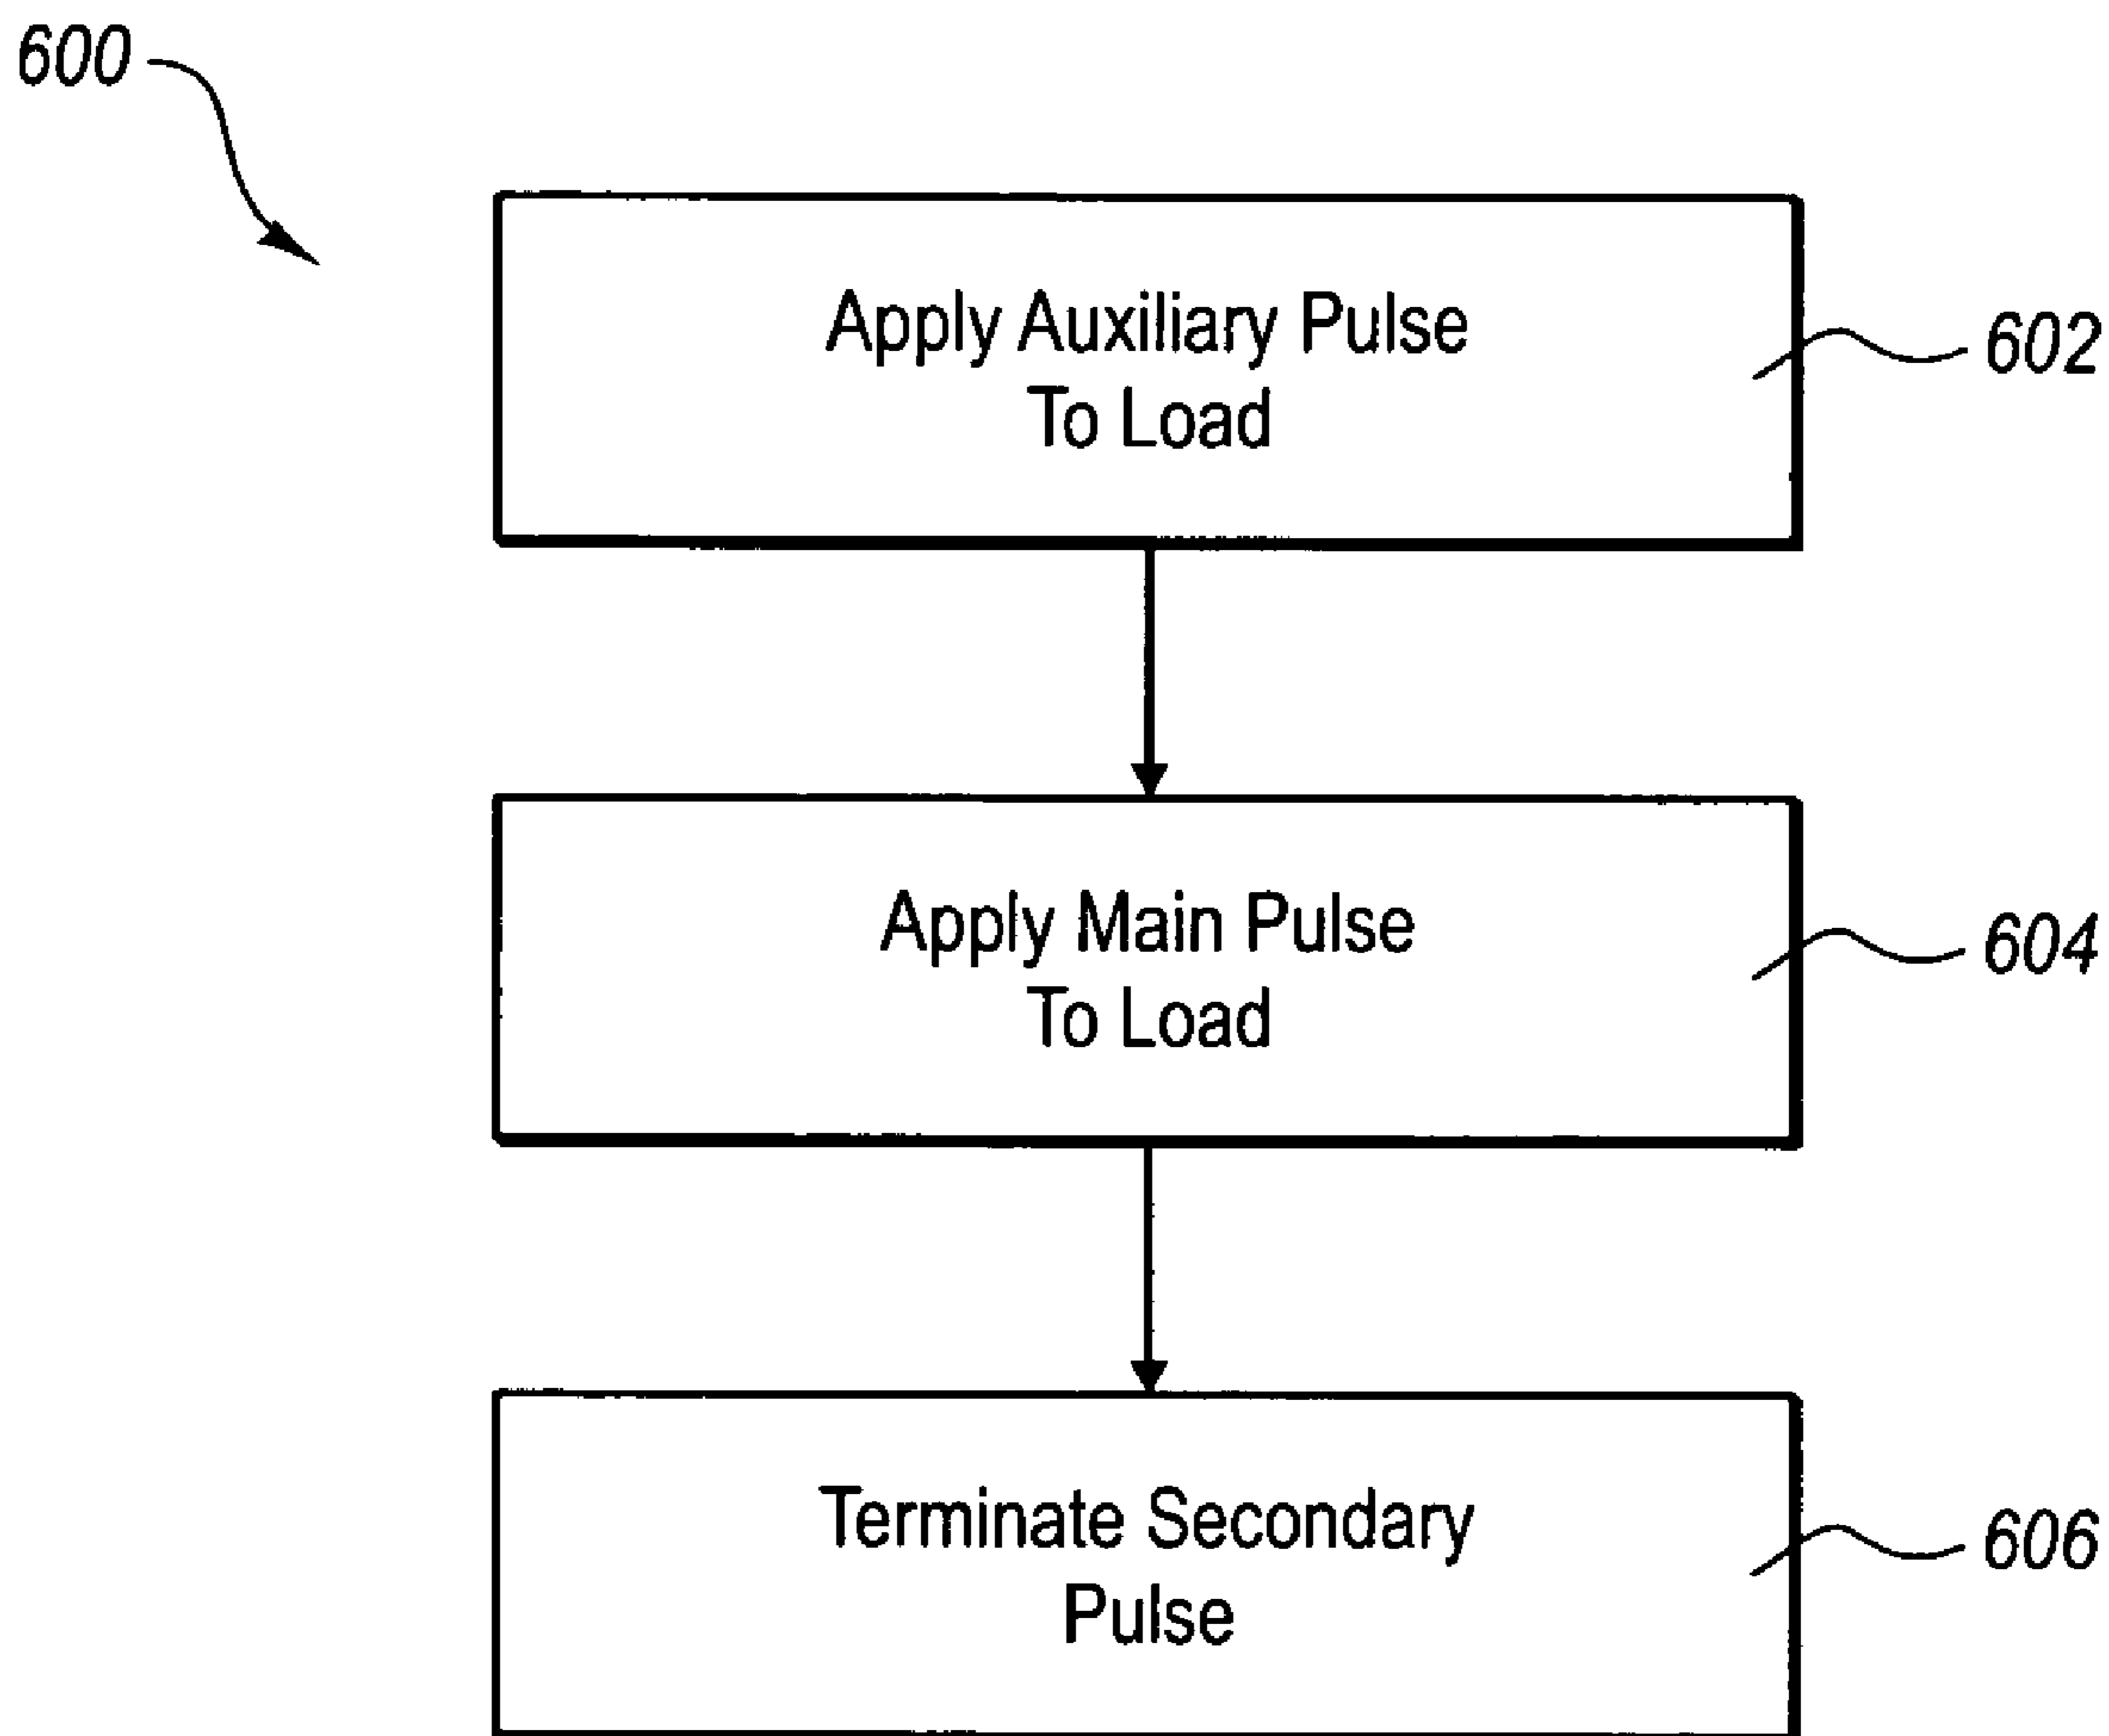 600
Apply Auxiliary Pulse
To Load
602
Apply Main Pulse
To Load
604
Terminate Secondary
Pulse
606